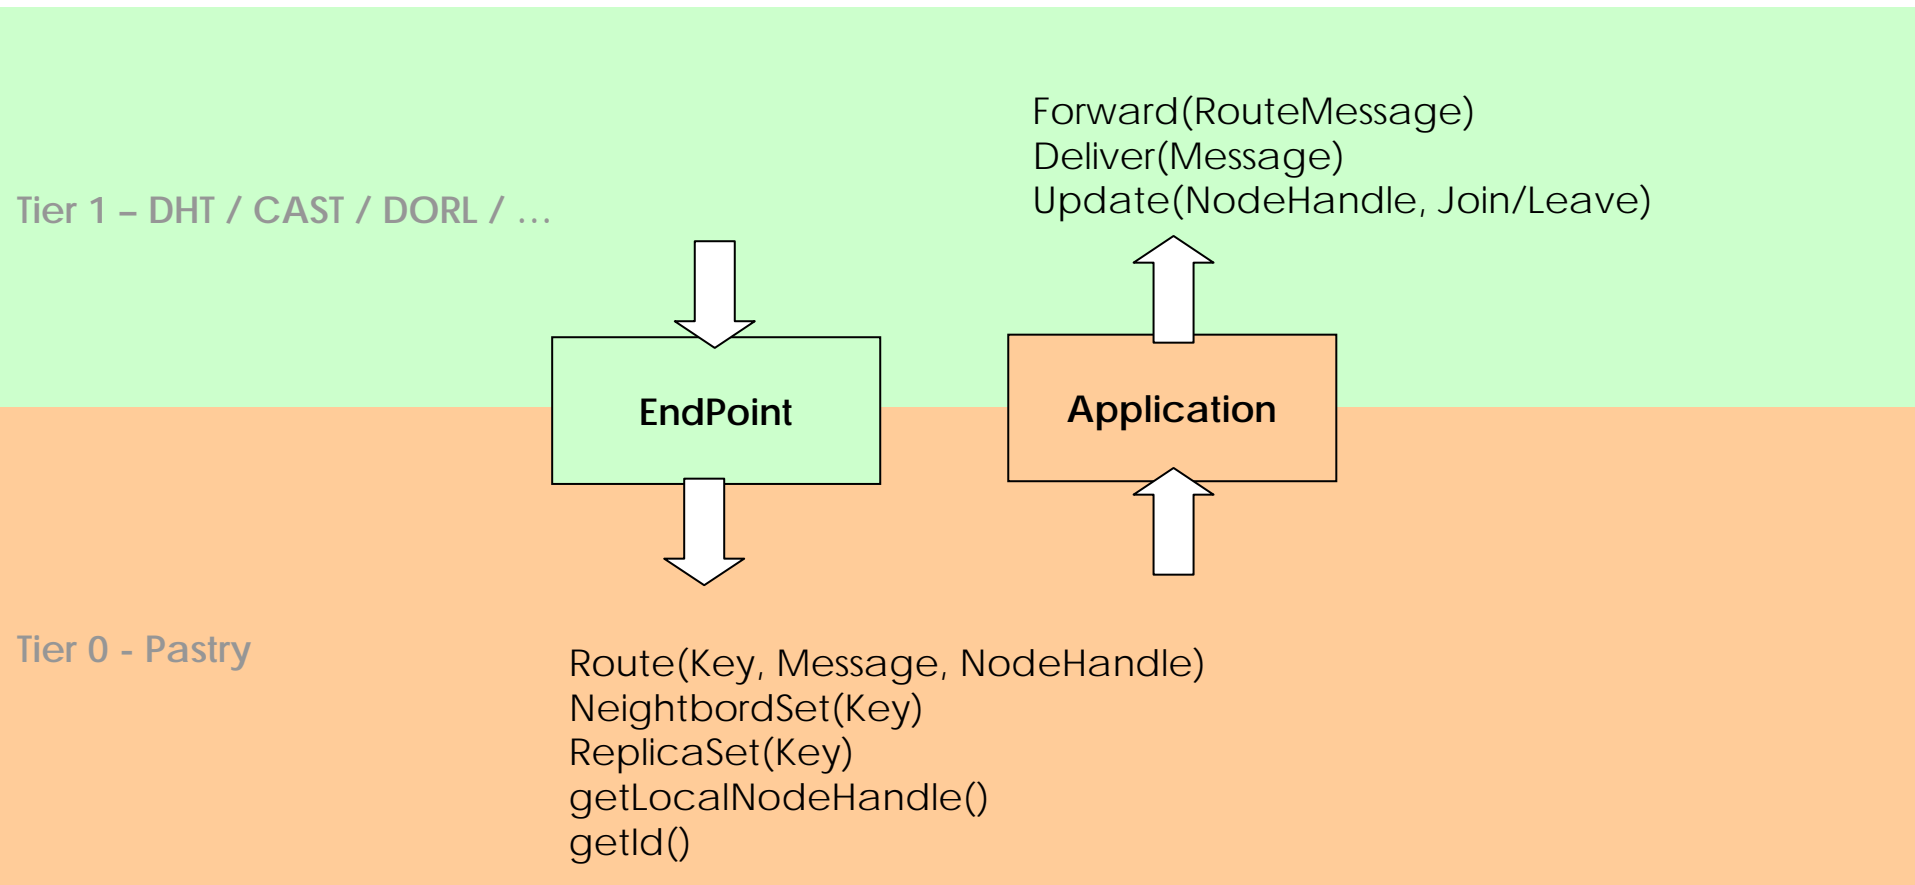 Forward(RouteMessage)
Deliver(Message)
Update(NodeHandle, Join/Leave)
Tier 1 – DHT / CAST / DORL / …
EndPoint
Application
Tier 0 - Pastry
Route(Key, Message, NodeHandle)
NeightbordSet(Key)
ReplicaSet(Key)
getLocalNodeHandle()
getId()